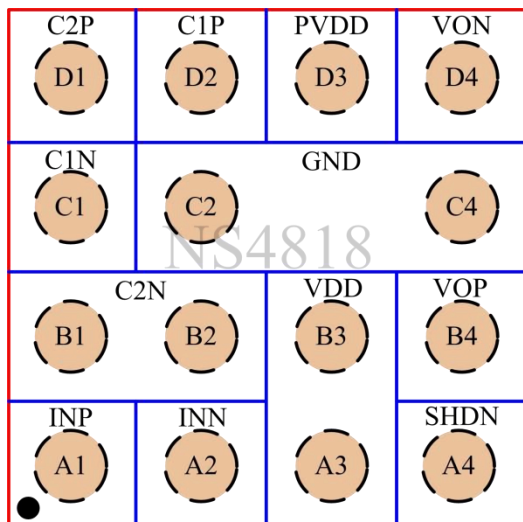 C2P C1P PVDD VON
D1 D2 D3 D4
C1N GND
C1 C2 C4
NS4818
C2N VDD VOP
B1 B2 B3 B4
INP INN SHDN
A1 A2 A3 A4